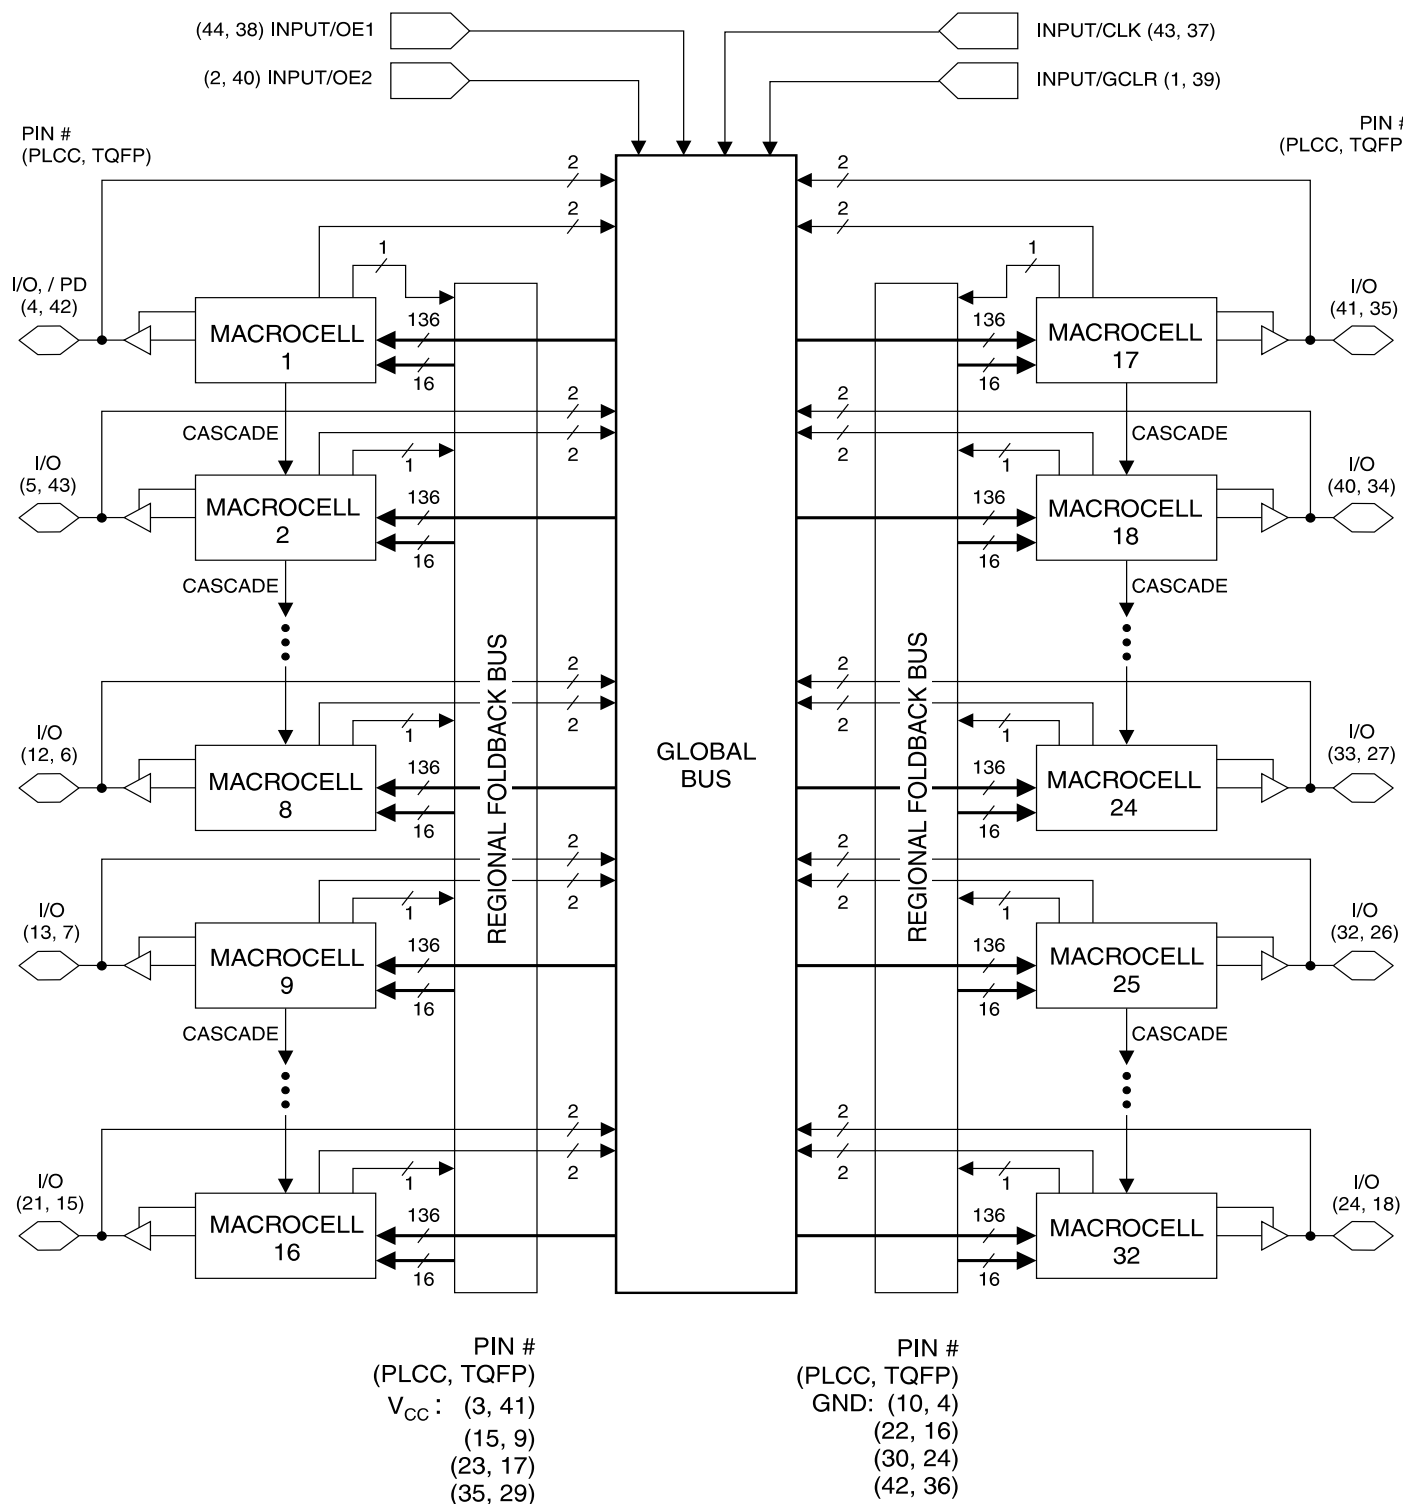 (44, 38) INPUT/OE1
INPUT/CLK (43, 37)
(2, 40) INPUT/OE2
INPUT/GCLR (1, 39)
PIN #
(PLCC, TQFP)
PIN #
(PLCC, TQFP
2
2
2
2
1
1
I/O, / PD
(4, 42)
MACROCELL
1
136
16
136
16
MACROCELL
17
I/O
(41, 35)
CASCADE
2
2
CASCADE
1
2
2
1
I/O
(5, 43)
MACROCELL
2
136
16
136
16
MACROCELL
18
I/O
(40, 34)
CASCADE
CASCADE
REGIONAL FOLDBACK BUS
GLOBAL
BUS
REGIONAL FOLDBACK BUS
2
2
1
2
2
1
I/O
(12, 6)
MACROCELL
8
136
16
136
16
MACROCELL
24
I/O
(33, 27)
2
2
1
2
2
1
I/O
(13, 7)
MACROCELL
9
136
16
136
16
MACROCELL
25
I/O
(32, 26)
CASCADE
CASCADE
2
2
1
2
2
1
I/O
(21, 15)
MACROCELL
16
136
16
136
16
MACROCELL
32
I/O
(24, 18)
PIN #
(PLCC, TQFP)
VCC : (3, 41)
(15, 9)
(23, 17)
(35, 29)
PIN #
(PLCC, TQFP)
GND: (10, 4)
(22, 16)
(30, 24)
(42, 36)